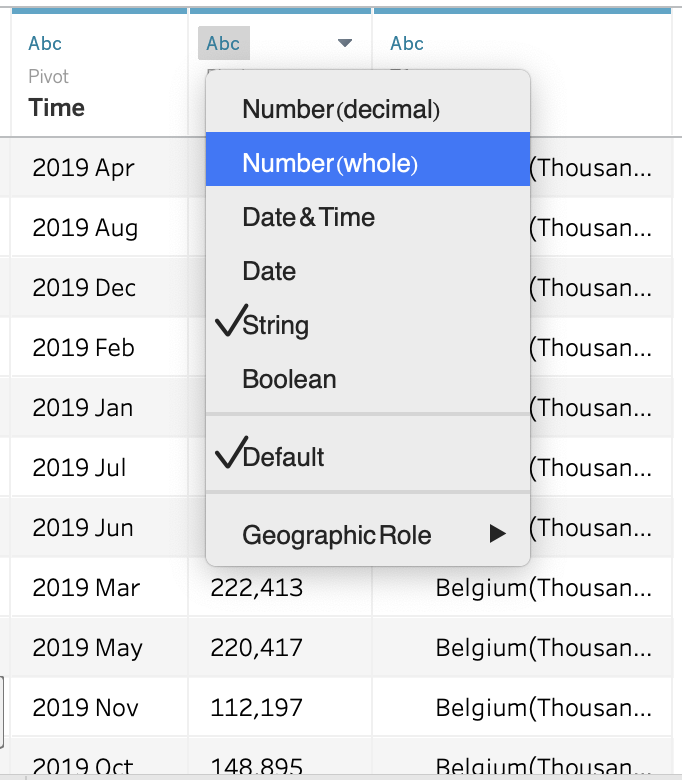 Abc Abc Abc
Pivot
Time
Number (decimal)
2019 Apr Number (whole) (Thousan...
2019 Aug Date & Time (Thousan...
2019 Dec Date (Thousan...
2019 Feb String (Thousan...
2019 Jan Boolean (Thousan...
2019 Jul Default (Thousan...
2019 Jun Geographic Role (Thousan...
2019 Mar 222,413 Belgium(Thousan...
2019 May 220,417 Belgium(Thousan...
2019 Nov 112,197 Belgium(Thousan...
2019 Oct 148,895 Belgium(Thousan...